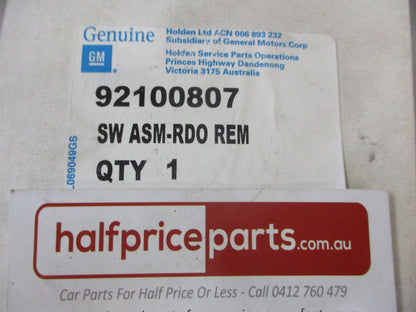 Genuine
GM
Holden Ltd ACN 006 893 232
Subsidiary of General Motors Corp
Holden Service Parts Operations
Princes Highway Dandenong
Victoria 3175 Australia
92100807
SW ASM-RDO REM
QTY 1
L069049GS
halfpriceparts.com.au
Car Parts For Half Price Or Less - Call 0412 760 479